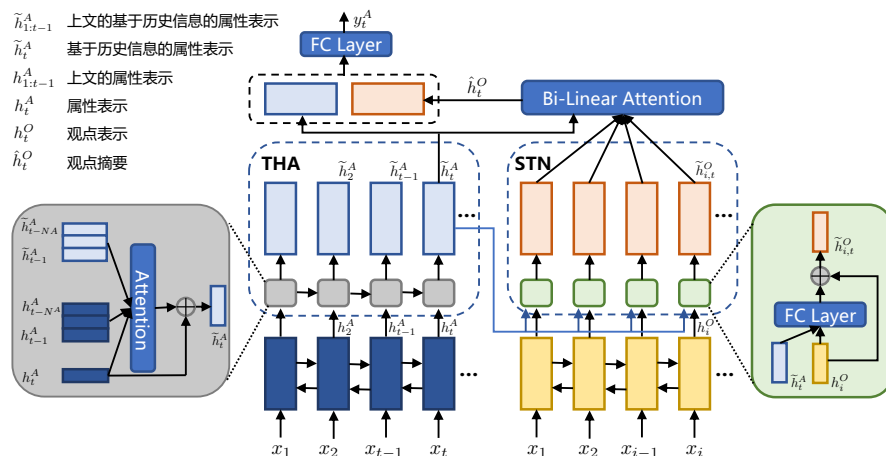 h̃^A_{1:t-1} 上文的基于历史信息的属性表示
h̃^A_t 基于历史信息的属性表示
h^A_{1:t-1} 上文的属性表示
h^A_t 属性表示
h^O_t 观点表示
ĥ^O_t 观点摘要
y^A_t
FC Layer
ĥ^O_t
Bi-Linear Attention
THA
h̃^A_2 h̃^A_{t-1} h̃^A_t
...
STN
h̃^O_{i,t}
...
h̃^A_{t-N^A}
h̃^A_{t-1}
h^A_{t-N^A}
h^A_{t-1}
h^A_t
Attention
h̃^A_t
h^A_2 h^A_{t-1} h^A_t
...
h^O_i
...
h̃^O_{i,t}
FC Layer
h̃^A_t h^O_i
x_1 x_2 x_{t-1} x_t
x_1 x_2 x_{i-1} x_i